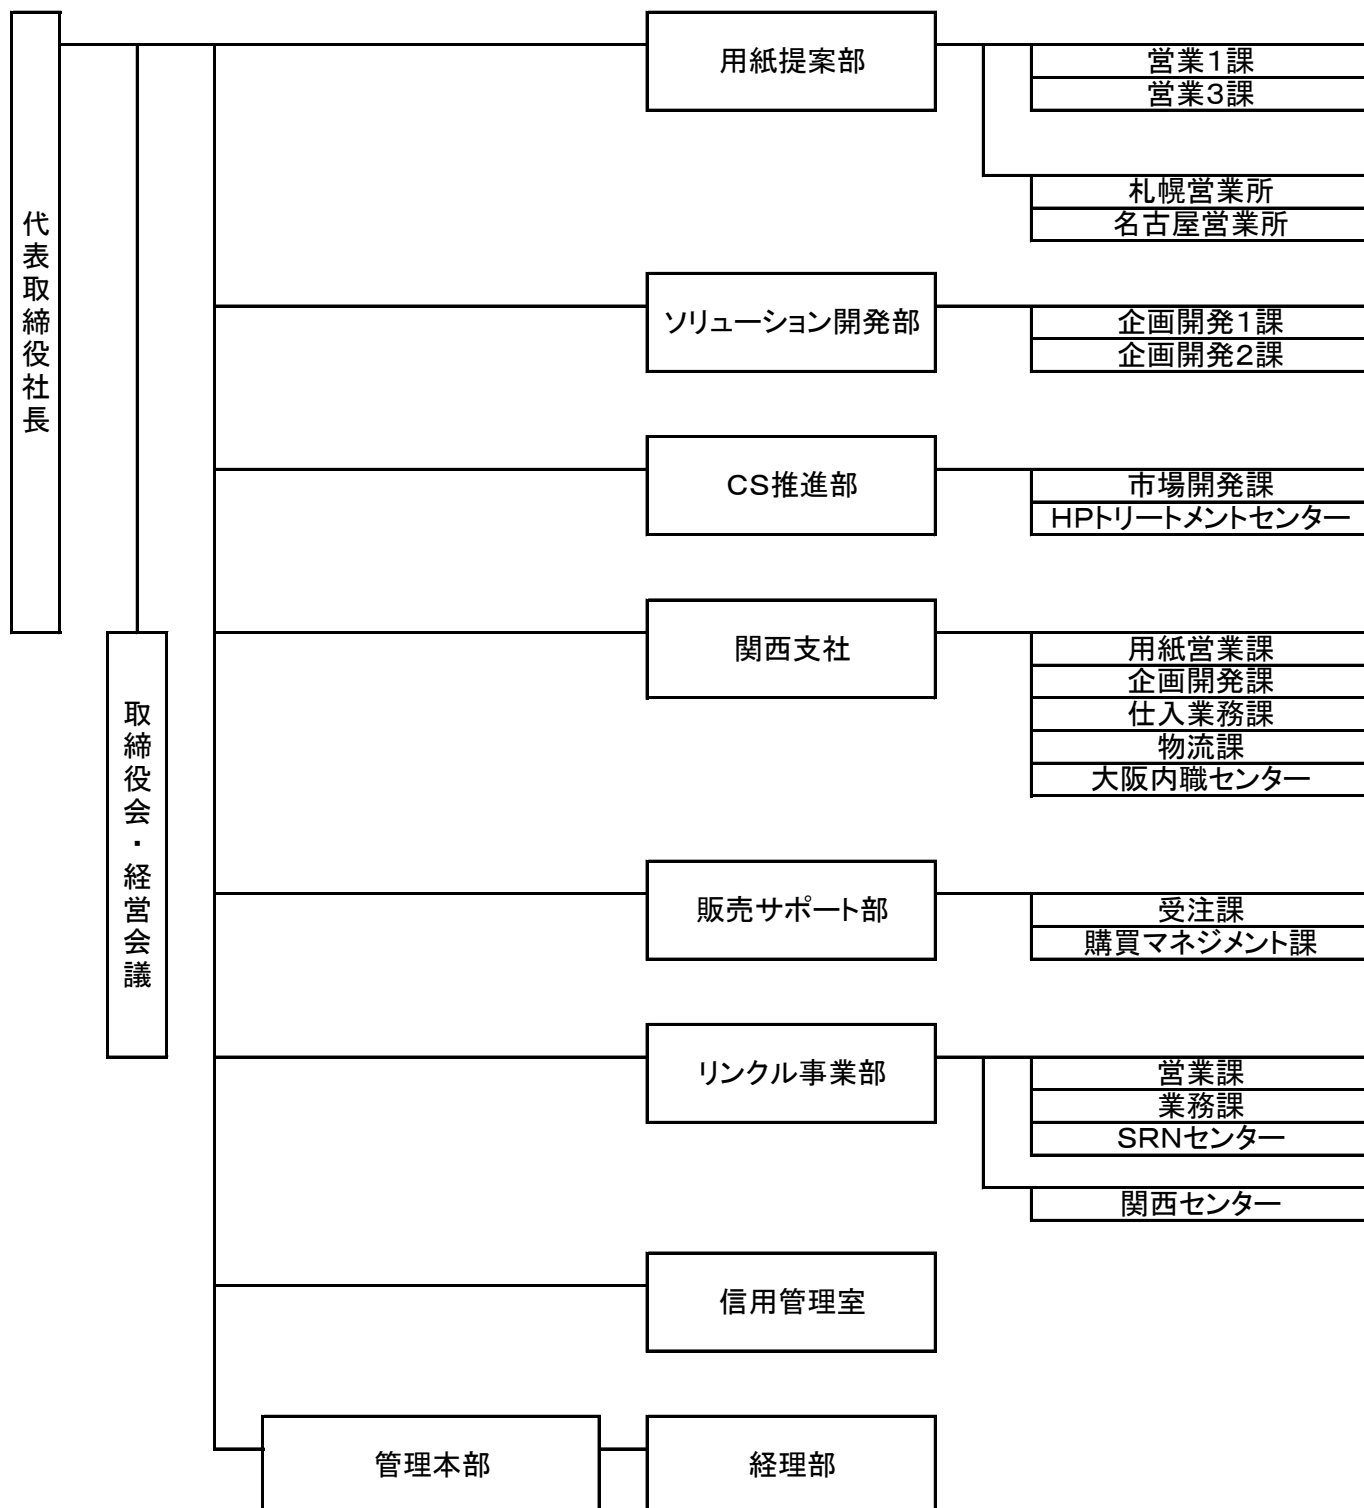 代表取締役社長
取締役会・経営会議
用紙提案部
営業1課
営業3課
札幌営業所
名古屋営業所
ソリューション開発部
企画開発1課
企画開発2課
CS推進部
市場開発課
HPトリートメントセンター
関西支社
用紙営業課
企画開発課
仕入業務課
物流課
大阪内職センター
販売サポート部
受注課
購買マネジメント課
リンクル事業部
営業課
業務課
SRNセンター
関西センター
信用管理室
管理本部
経理部